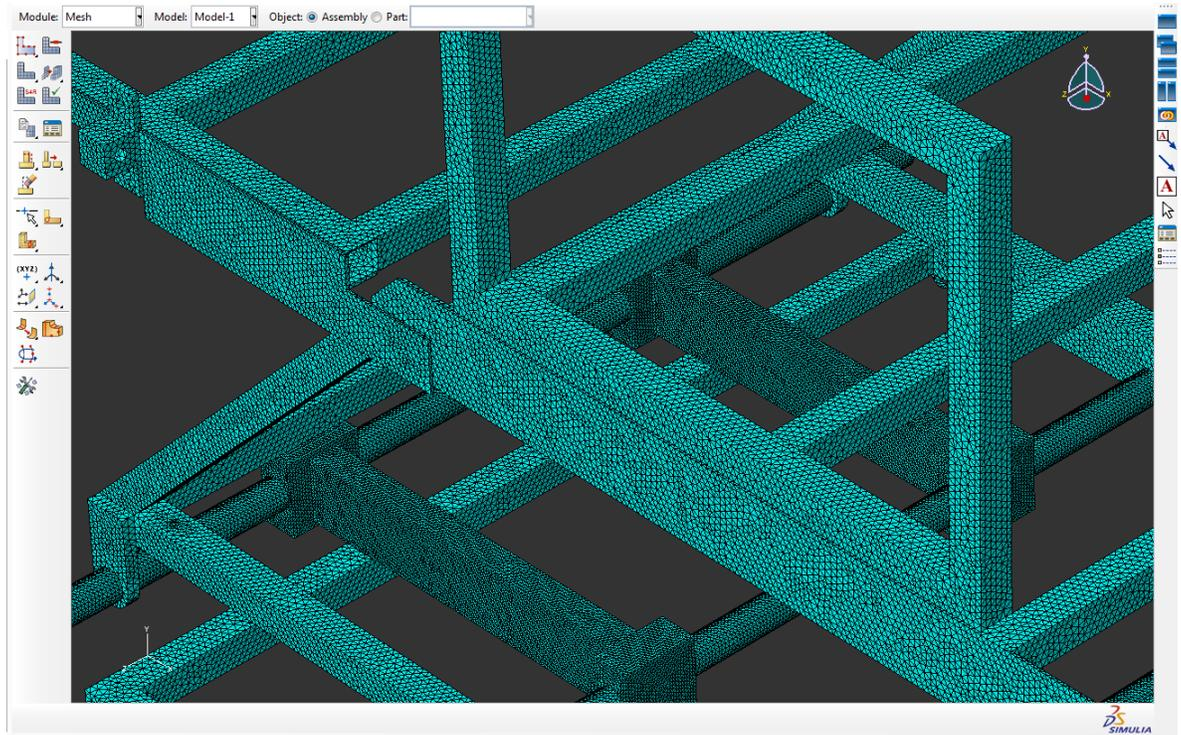 Module: Mesh Model: Model-1 Object: Assembly Part:
Y
Z X
A
A
S+R
(XYZ)
Y
Z X
SIMULIA